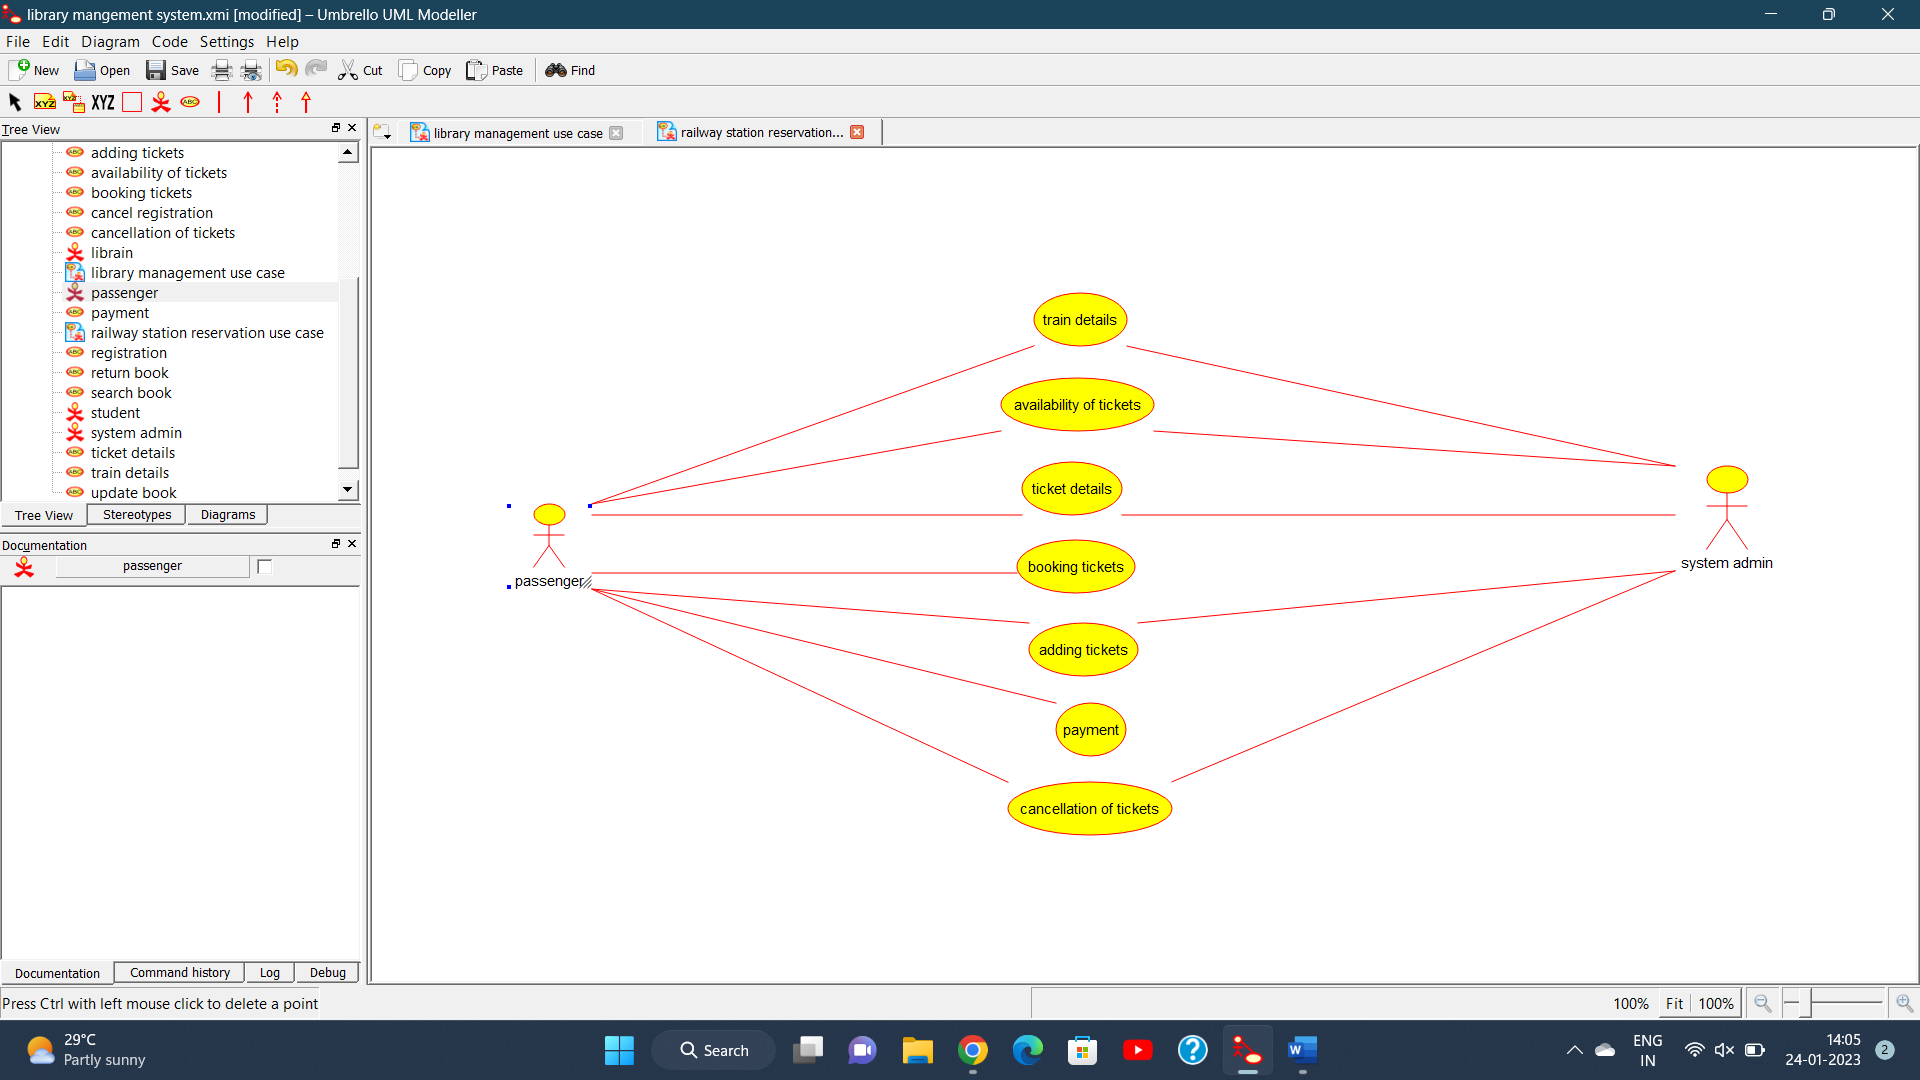 library mangement system.xmi [modified] – Umbrello UML Modeller
File Edit Diagram Code Settings Help
New Open Save Cut Copy Paste Find
XYZ XYZ XYZ ABC
Tree View
library management use case
railway station reservation...
adding tickets
availability of tickets
booking tickets
cancel registration
cancellation of tickets
librain
library management use case
passenger
payment
railway station reservation use case
registration
return book
search book
student
system admin
ticket details
train details
update book
Tree View Stereotypes Diagrams
Documentation
passenger
Documentation Command history Log Debug
train details
availability of tickets
ticket details
booking tickets
adding tickets
payment
cancellation of tickets
passenger
system admin
Press Ctrl with left mouse click to delete a point
100% Fit 100%
29°C
Partly sunny
Search
ENG
IN
14:05
24-01-2023
2